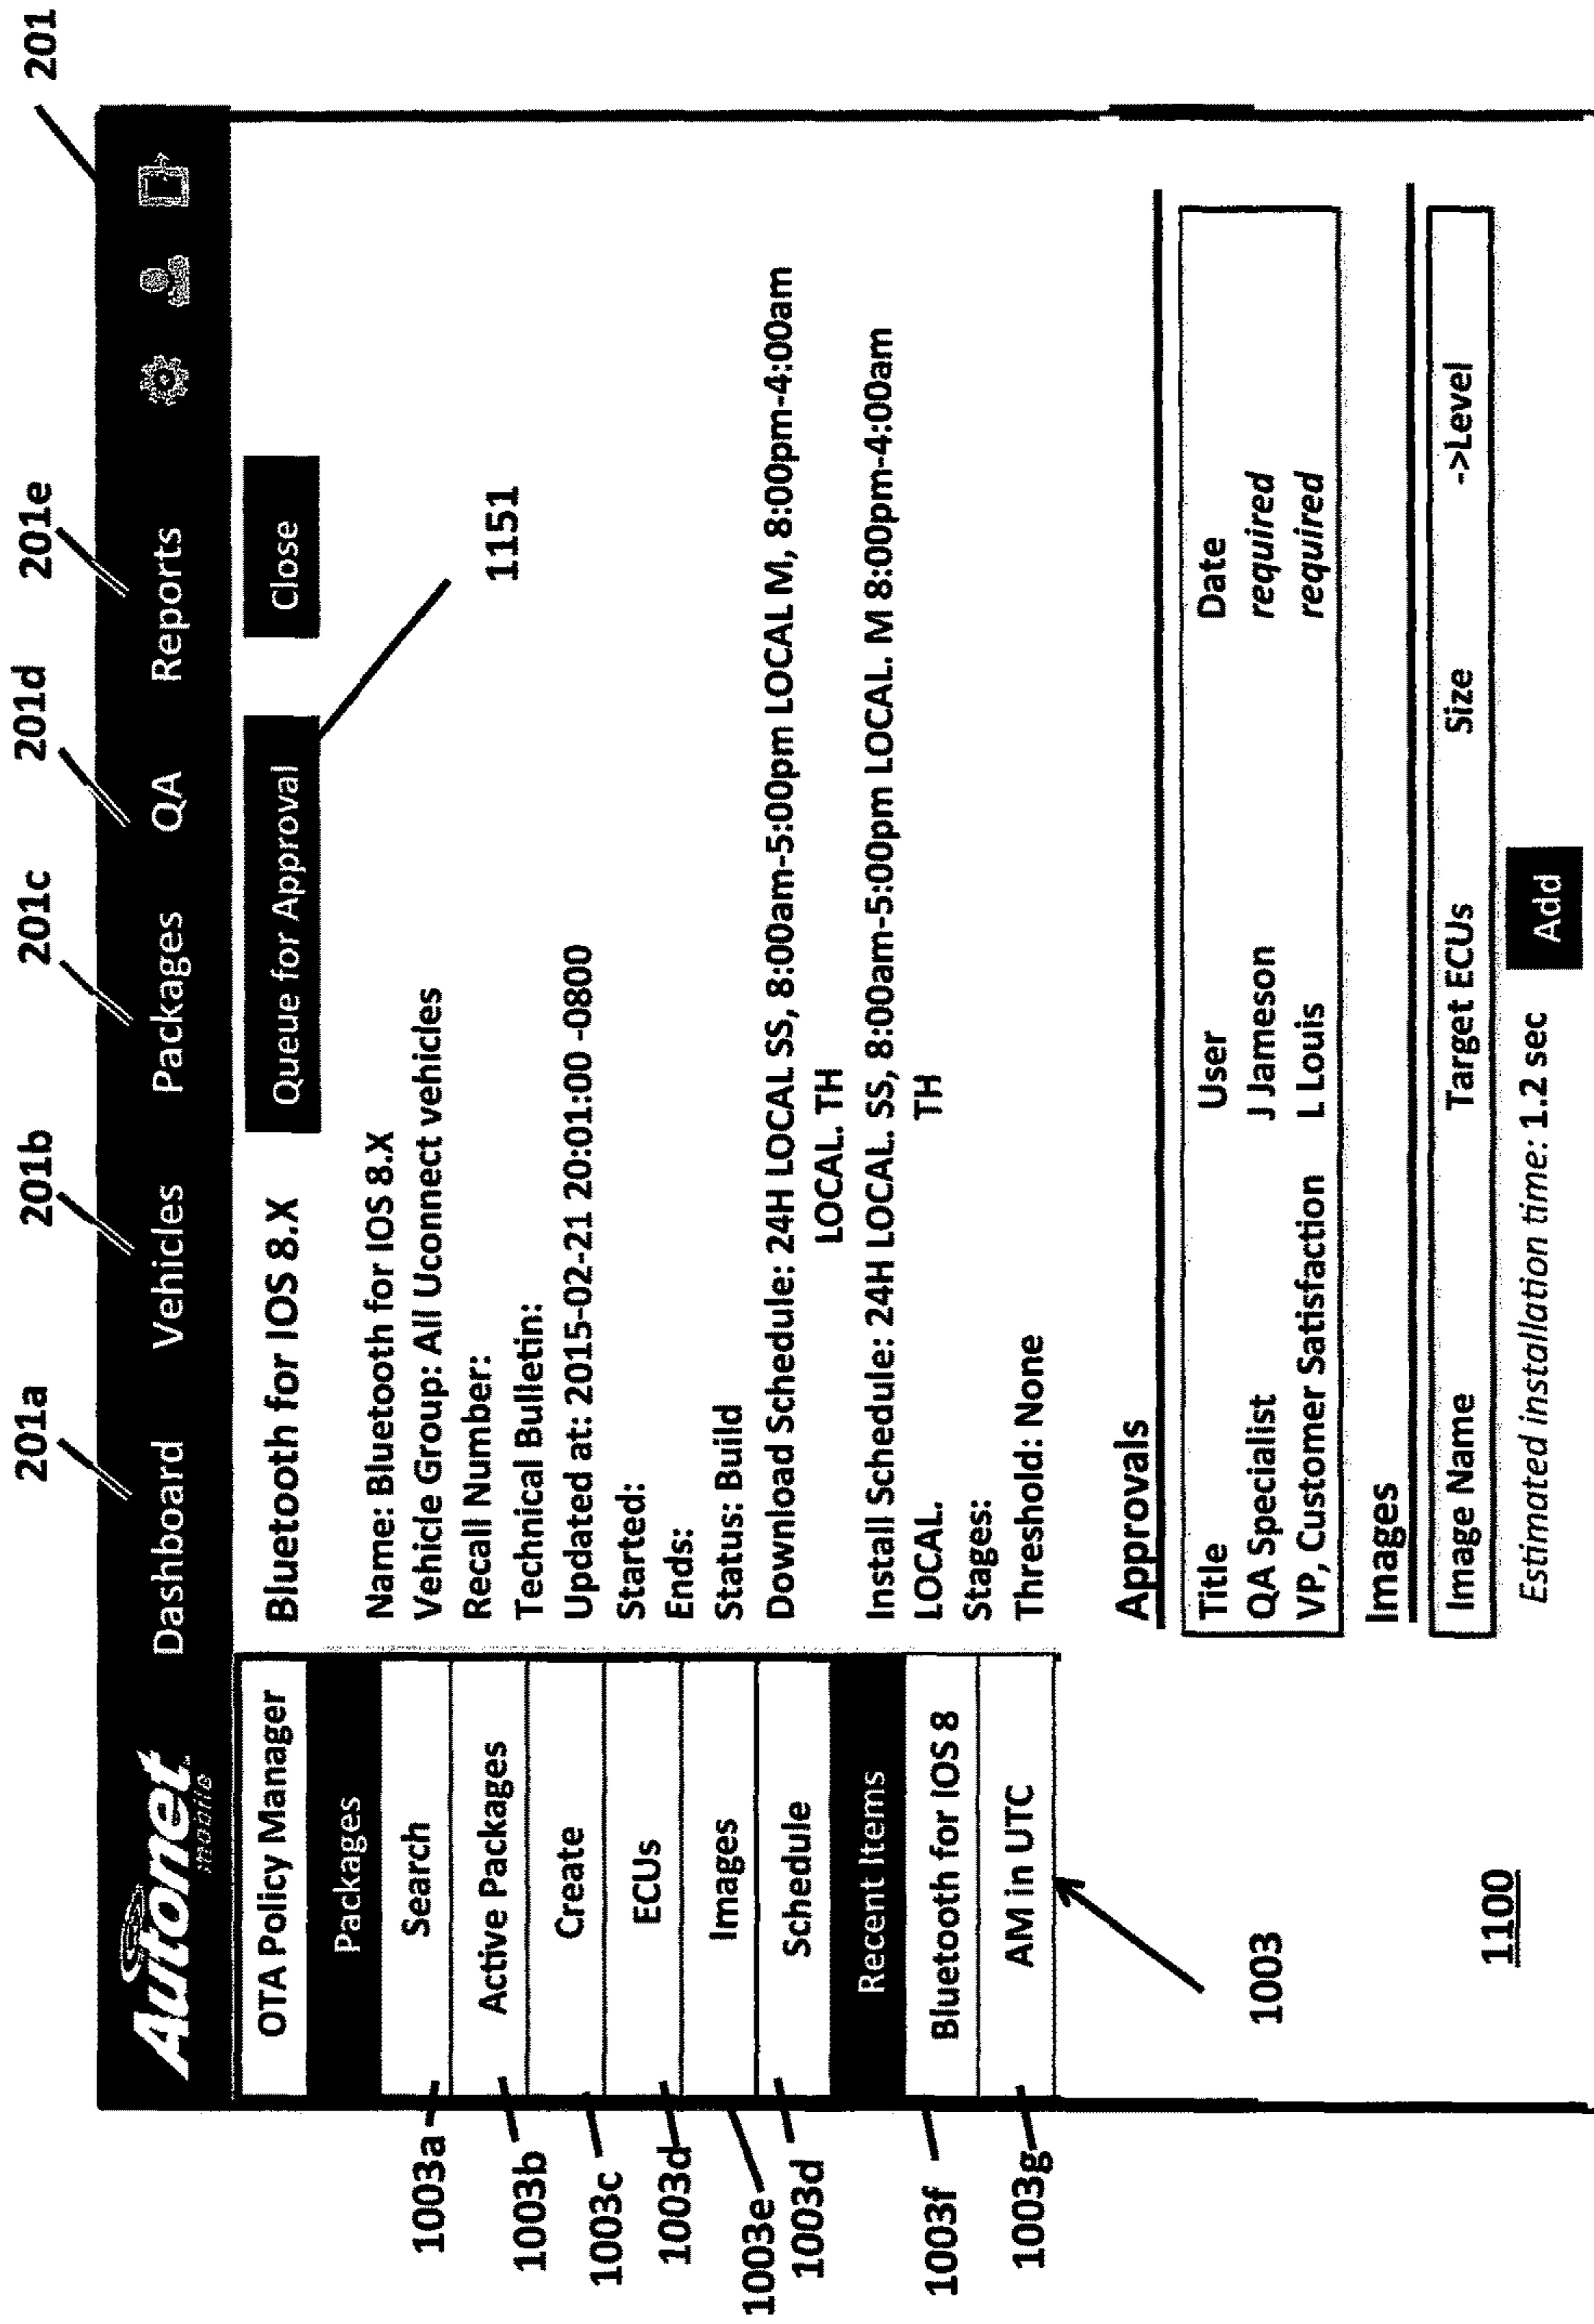 201
201a
201b
201c
201d
201e
Autonet
mobile
Dashboard
Vehicles
Packages
QA
Reports
OTA Policy Manager
Packages
Search
Active Packages
Create
ECUs
Images
Schedule
Recent Items
Bluetooth for IOS 8
AM in UTC
1003a
1003b
1003c
1003d
1003e
1003d
1003f
1003g
1003
Bluetooth for IOS 8.X
Queue for Approval
Close
1151
Name: Bluetooth for IOS 8.X
Vehicle Group: All Uconnect vehicles
Recall Number:
Technical Bulletin:
Updated at: 2015-02-21 20:01:00 -0800
Started:
Ends:
Status: Build
Download Schedule: 24H LOCAL SS, 8:00am-5:00pm LOCAL M, 8:00pm-4:00am
LOCAL. TH
Install Schedule: 24H LOCAL. SS, 8:00am-5:00pm LOCAL. M 8:00pm-4:00am
LOCAL. TH
Stages:
Threshold: None
Approvals
Title User Date
QA Specialist J Jameson required
VP, Customer Satisfaction L Louis required
Images
Image Name Target ECUs Size ->Level
Estimated installation time: 1.2 sec Add
1100